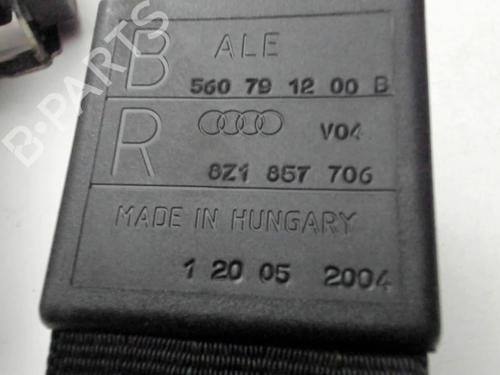 B ALE
560 79 12 00 B
R V04
8Z1 857 706
MADE IN HUNGARY
1 20 05 2004
B-PARTS